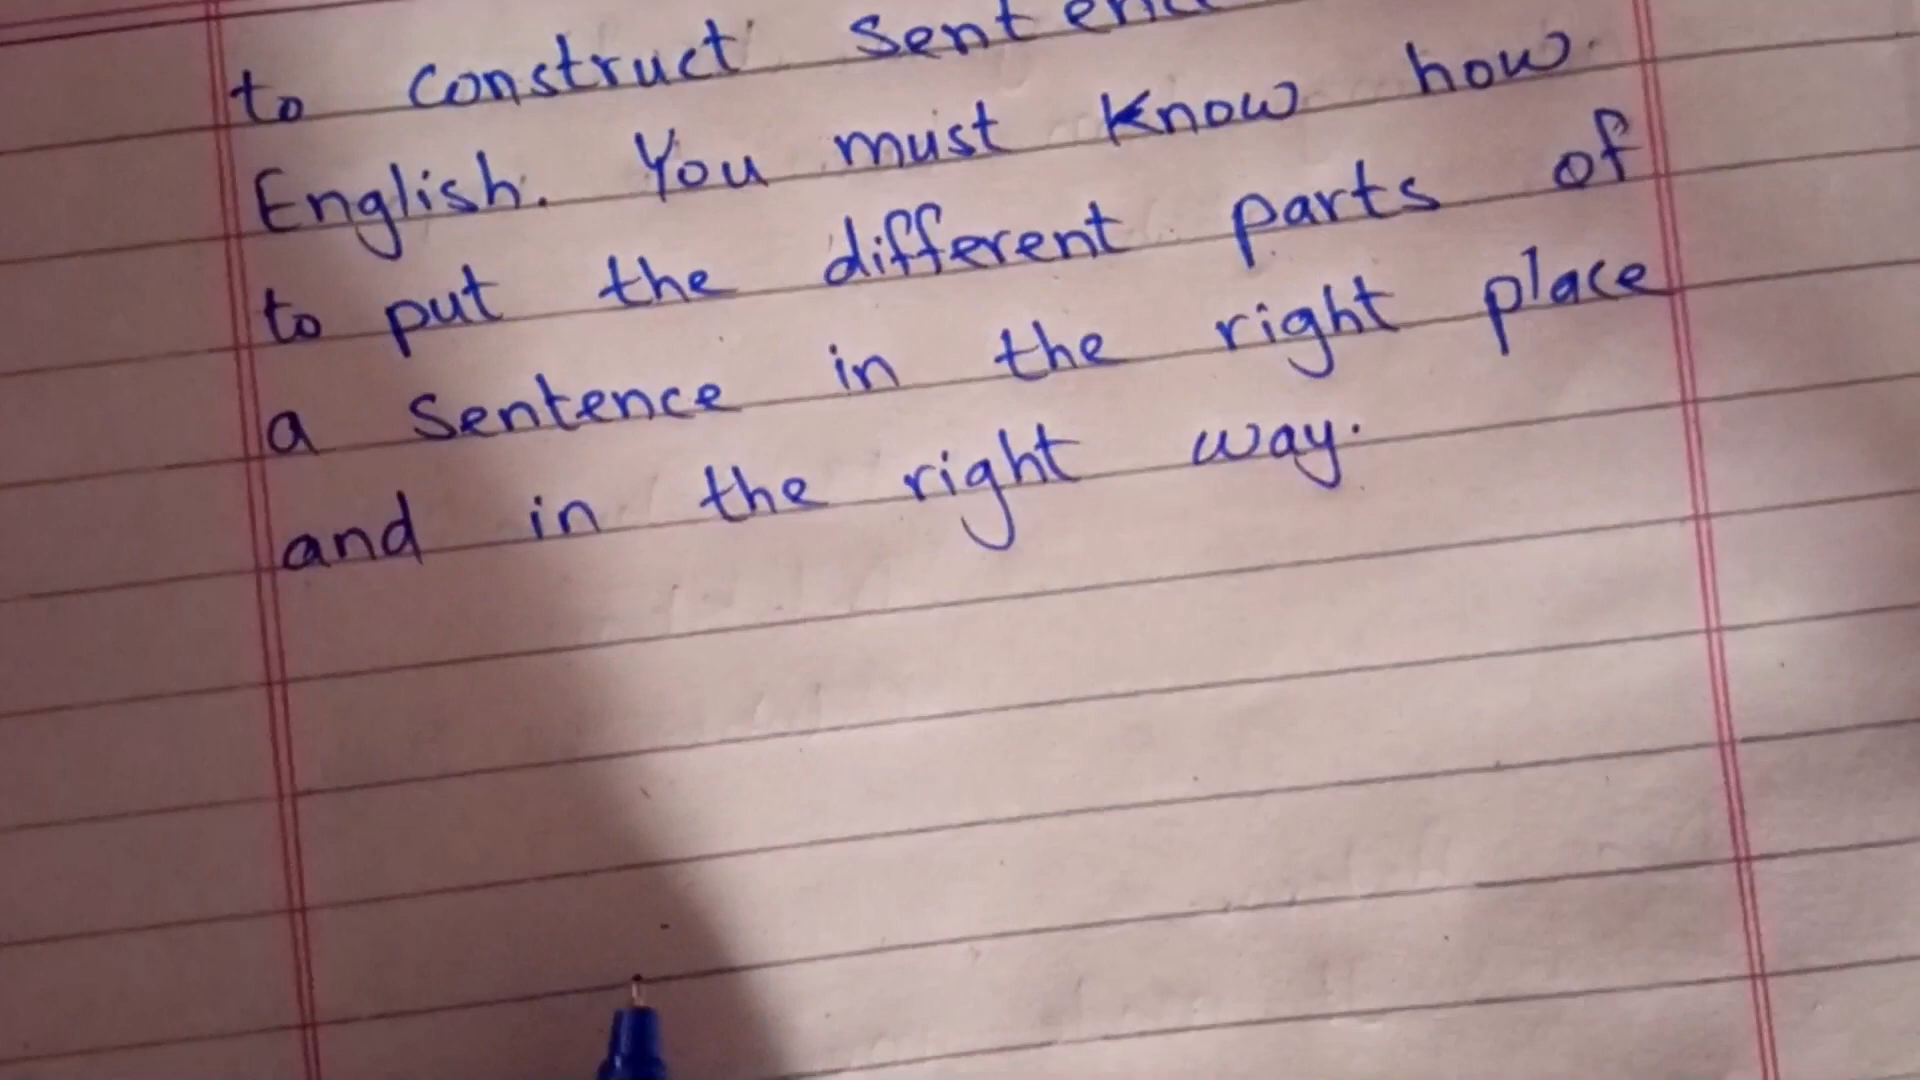 to construct
English. You must know how
to put the different parts of
a sentence in the right place
and in the right way.